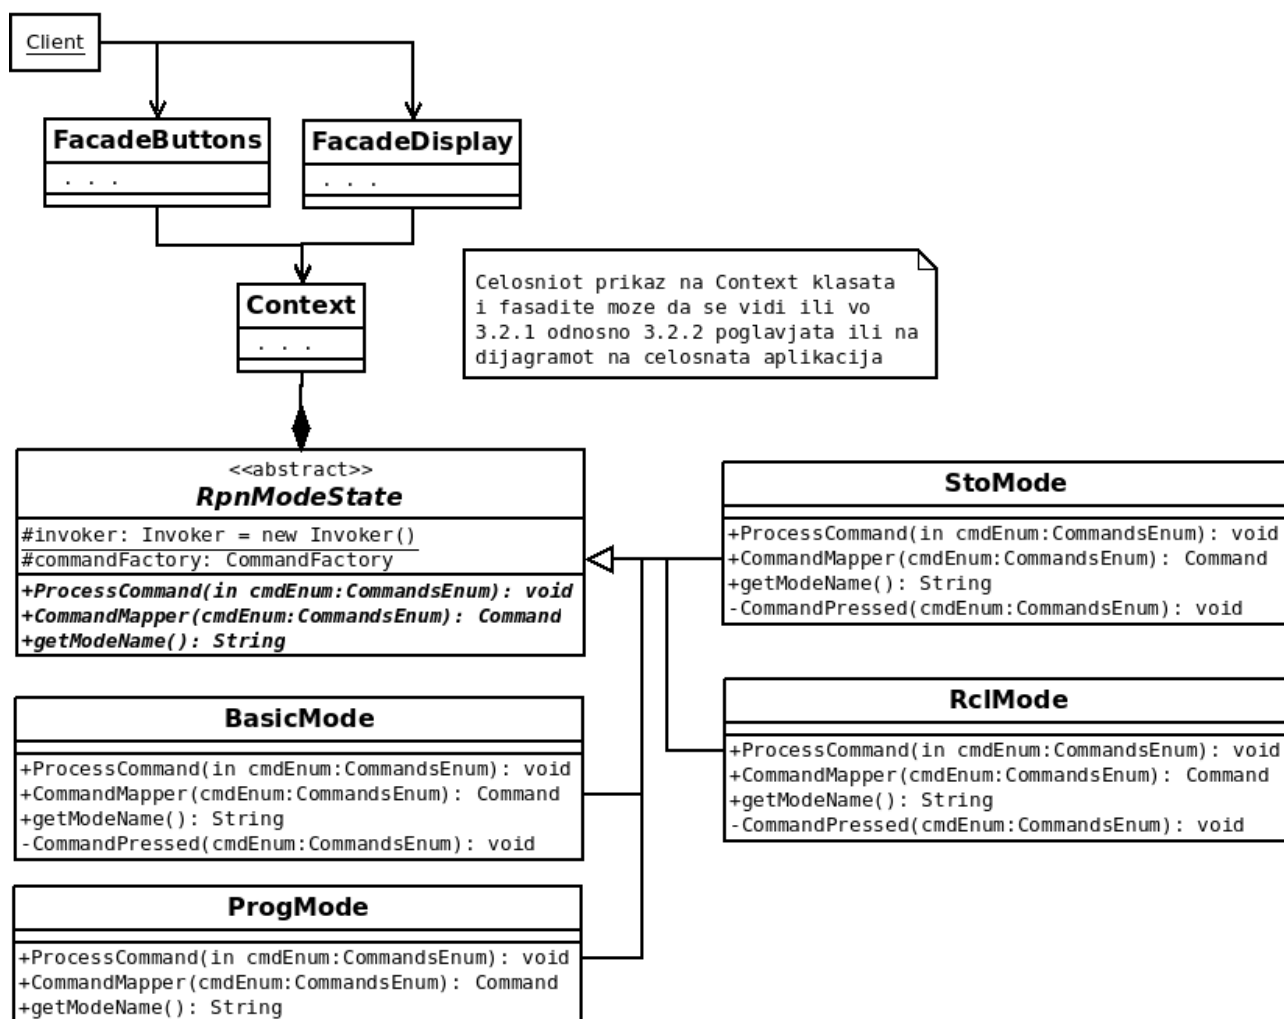 Client
FacadeButtons
. . .
FacadeDisplay
. . .
Context
. . .
Celosniot prikaz na Context klasata
i fasadite moze da se vidi ili vo
3.2.1 odnosno 3.2.2 poglavjata ili na
dijagramot na celosnata aplikacija
<<abstract>>
RpnModeState
#invoker: Invoker = new Invoker()
#commandFactory: CommandFactory
+ProcessCommand(in cmdEnum:CommandsEnum): void
+CommandMapper(cmdEnum:CommandsEnum): Command
+getModeName(): String
StoMode
+ProcessCommand(in cmdEnum:CommandsEnum): void
+CommandMapper(cmdEnum:CommandsEnum): Command
+getModeName(): String
-CommandPressed(cmdEnum:CommandsEnum): void
BasicMode
+ProcessCommand(in cmdEnum:CommandsEnum): void
+CommandMapper(cmdEnum:CommandsEnum): Command
+getModeName(): String
-CommandPressed(cmdEnum:CommandsEnum): void
RclMode
+ProcessCommand(in cmdEnum:CommandsEnum): void
+CommandMapper(cmdEnum:CommandsEnum): Command
+getModeName(): String
-CommandPressed(cmdEnum:CommandsEnum): void
ProgMode
+ProcessCommand(in cmdEnum:CommandsEnum): void
+CommandMapper(cmdEnum:CommandsEnum): Command
+getModeName(): String